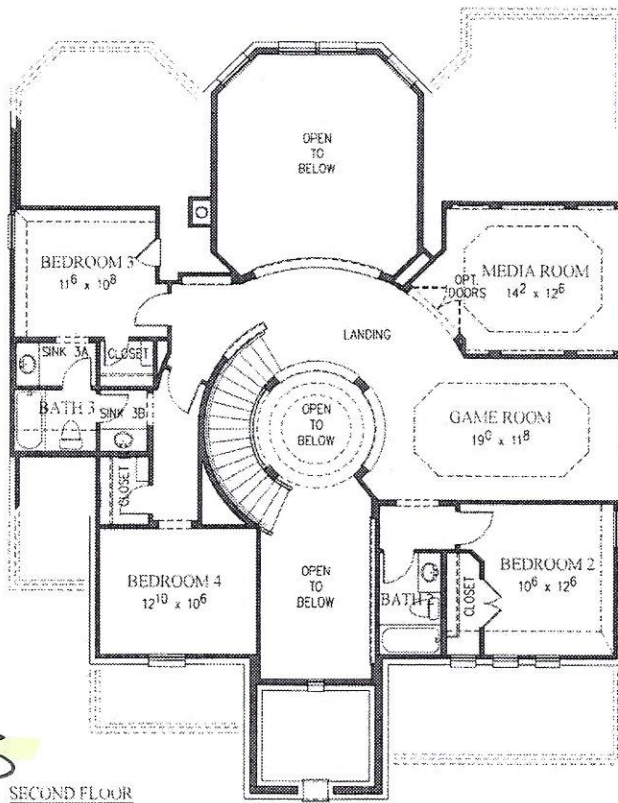 OPEN
TO
BELOW
BEDROOM 3
11⁶ x 10⁸
MEDIA ROOM
14² x 12⁶
OPT.
DOORS
LANDING
SINK 3A
CLOSET
BATH 3
SINK 3B
OPEN
TO
BELOW
GAME ROOM
19⁰ x 11⁸
CLOSET
BEDROOM 4
12¹⁰ x 10⁶
OPEN
TO
BELOW
BATH 2
CLOSET
BEDROOM 2
10⁶ x 12⁶
SECOND FLOOR